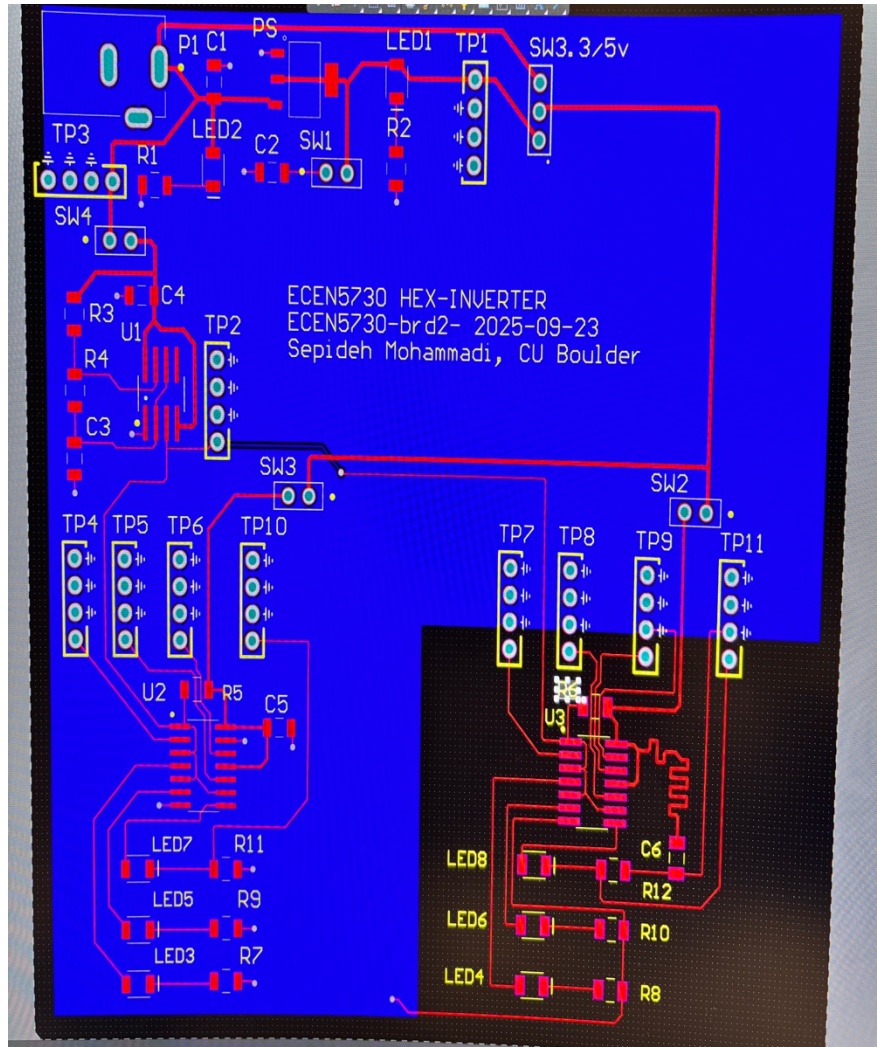 PS
LED1
TP1
SW3.3/5v
P1
C1
TP3
LED2
R1
C2
SW1
R2
SW4
C4
R3
U1
TP2
R4
C3
ECEN5730 HEX-INVERTER
ECEN5730-brd2- 2025-09-23
Sepideh Mohammadi, CU Boulder
SW3
SW2
TP4
TP5
TP6
TP10
TP7
TP8
TP9
TP11
U2
R5
C5
U3
LED7
R11
LED8
C6
R12
LED5
R9
LED6
R10
LED3
R7
LED4
R8